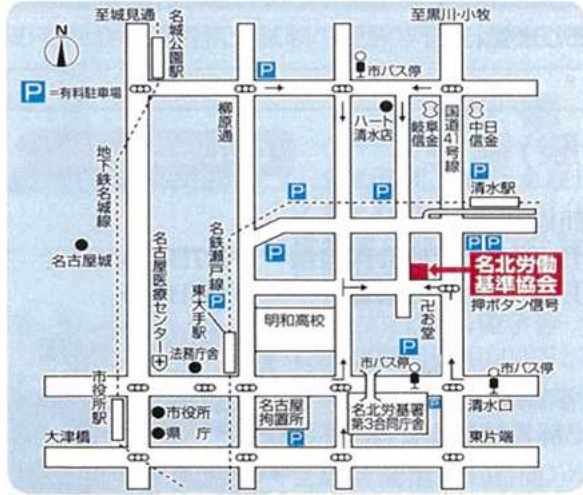 至城見通
至黒川・小牧
名城公園駅
N
P
市バス停
P=有料駐車場
柳原通
ハート清水店
岐阜信金
国道41号線
中日信金
P
清水駅
地下鉄名城線
P
P
名古屋城
名古屋医療センター
名鉄瀬戸線
P
P P
名北労働
基準協会
東大手駅
P
押ボタン信号
卍お堂
明和高校
法務庁舎
P
市バス停
市バス停
市役所駅
市役所
県庁
名古屋拘置所
P
名北労基署
第3合同庁舎
P
清水口
大津橋
東片端